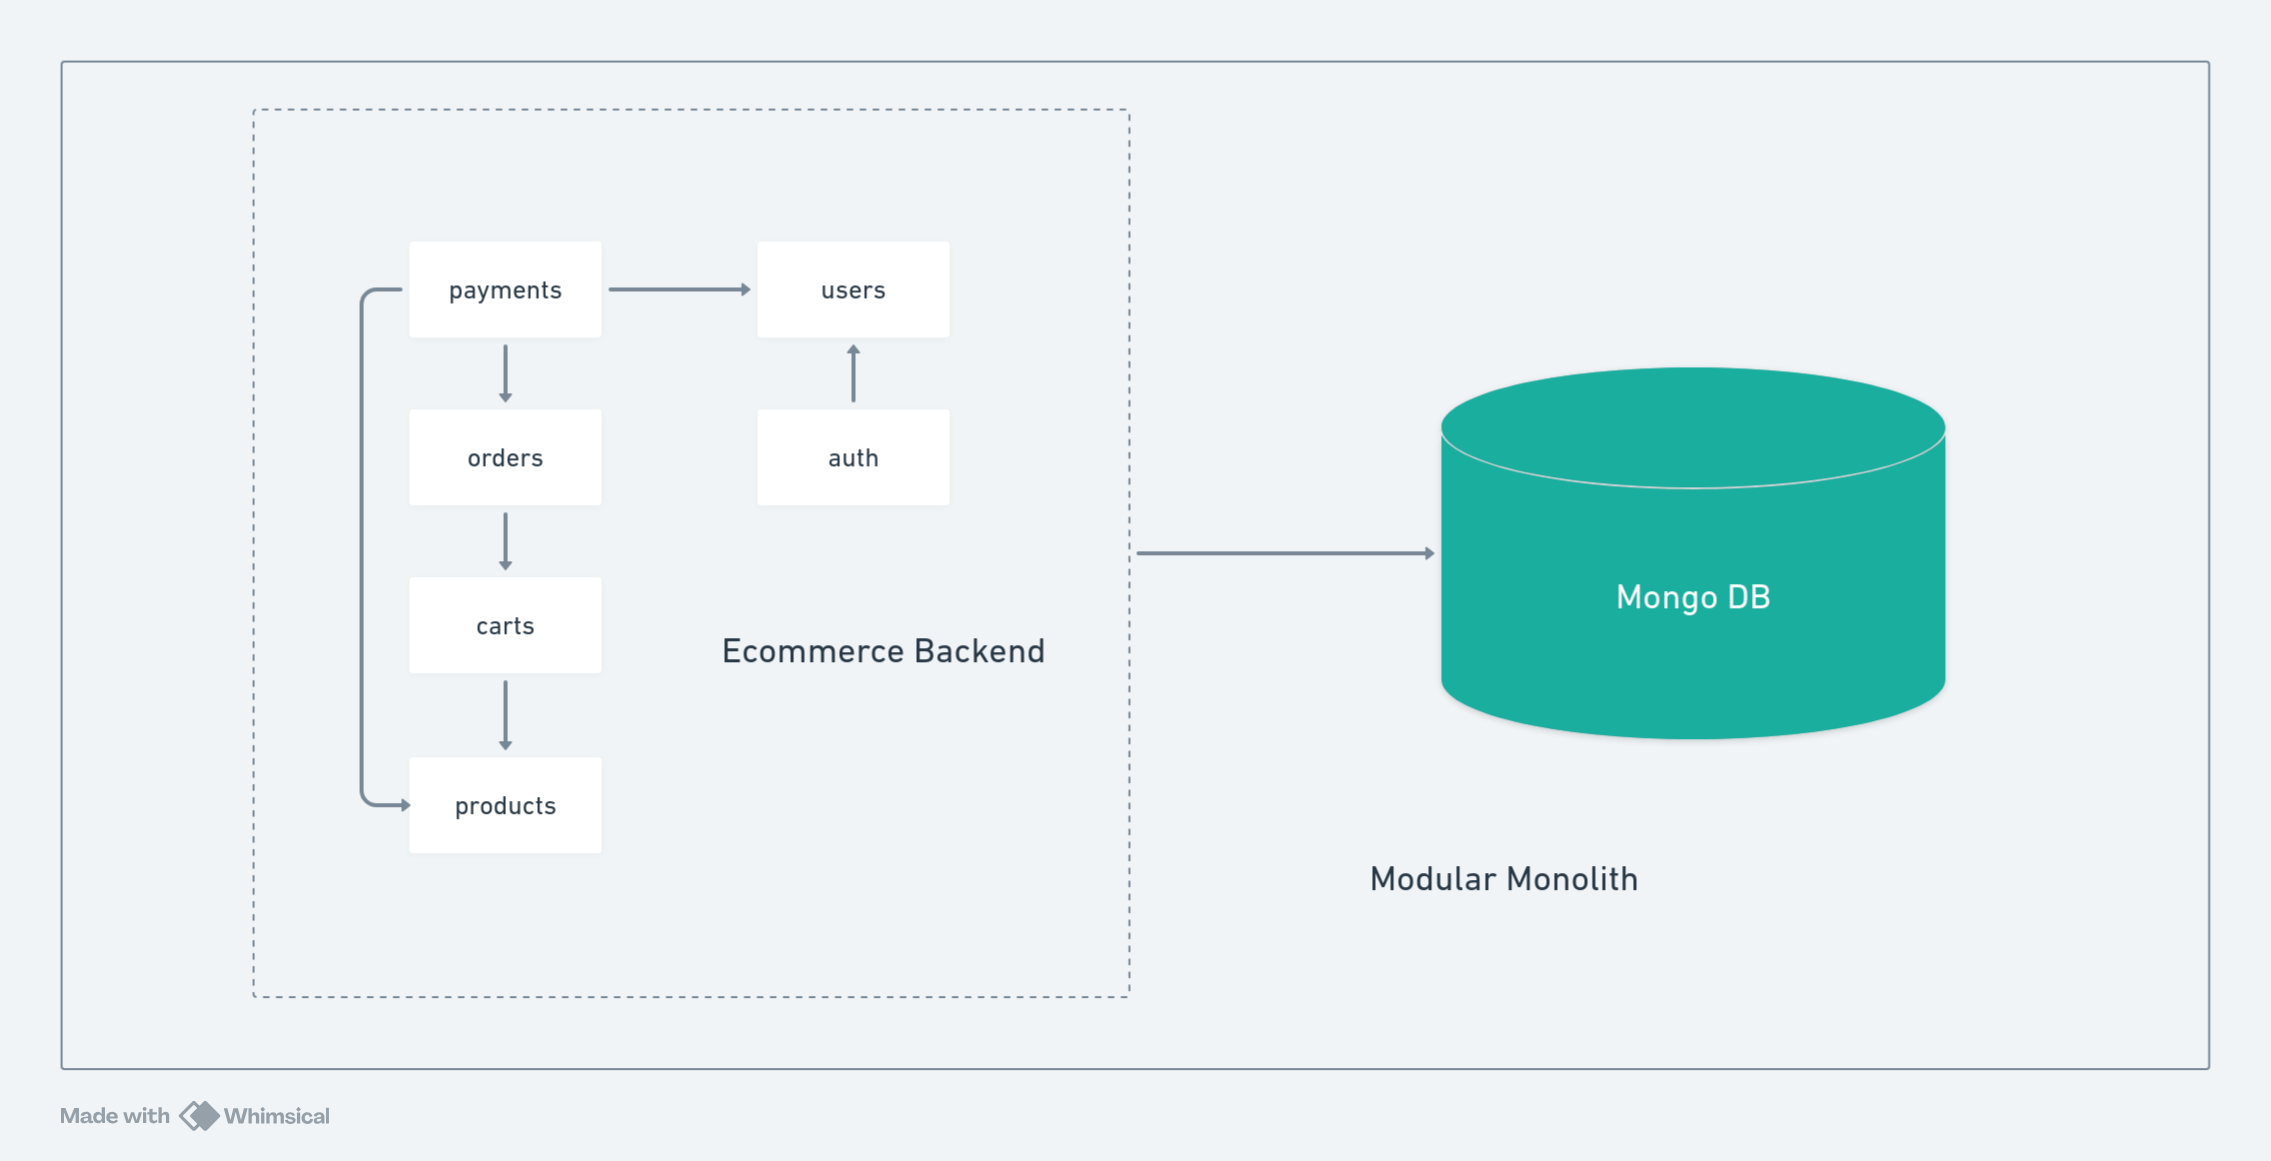 payments
users
orders
auth
carts
Ecommerce Backend
products
Mongo DB
Modular Monolith
Made with Whimsical